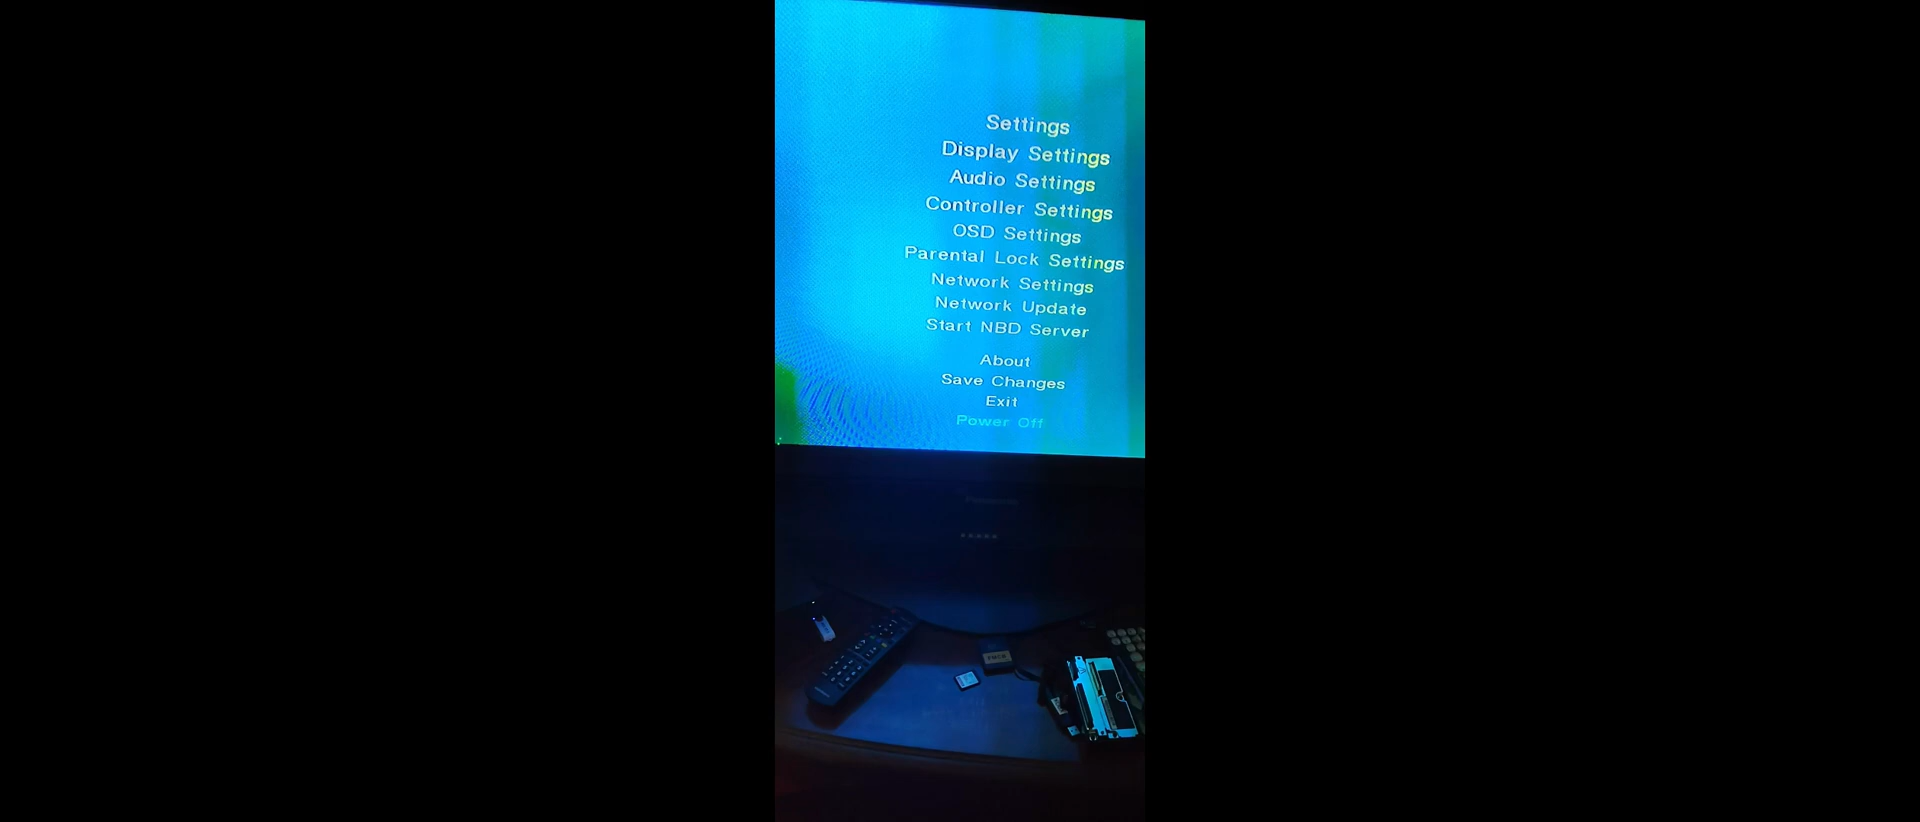 Settings
Display Settings
Audio Settings
Controller Settings
OSD Settings
Parental Lock Settings
Network Settings
Network Update
Start NBD Server
About
Save Changes
Exit
Power Off
Panasonic